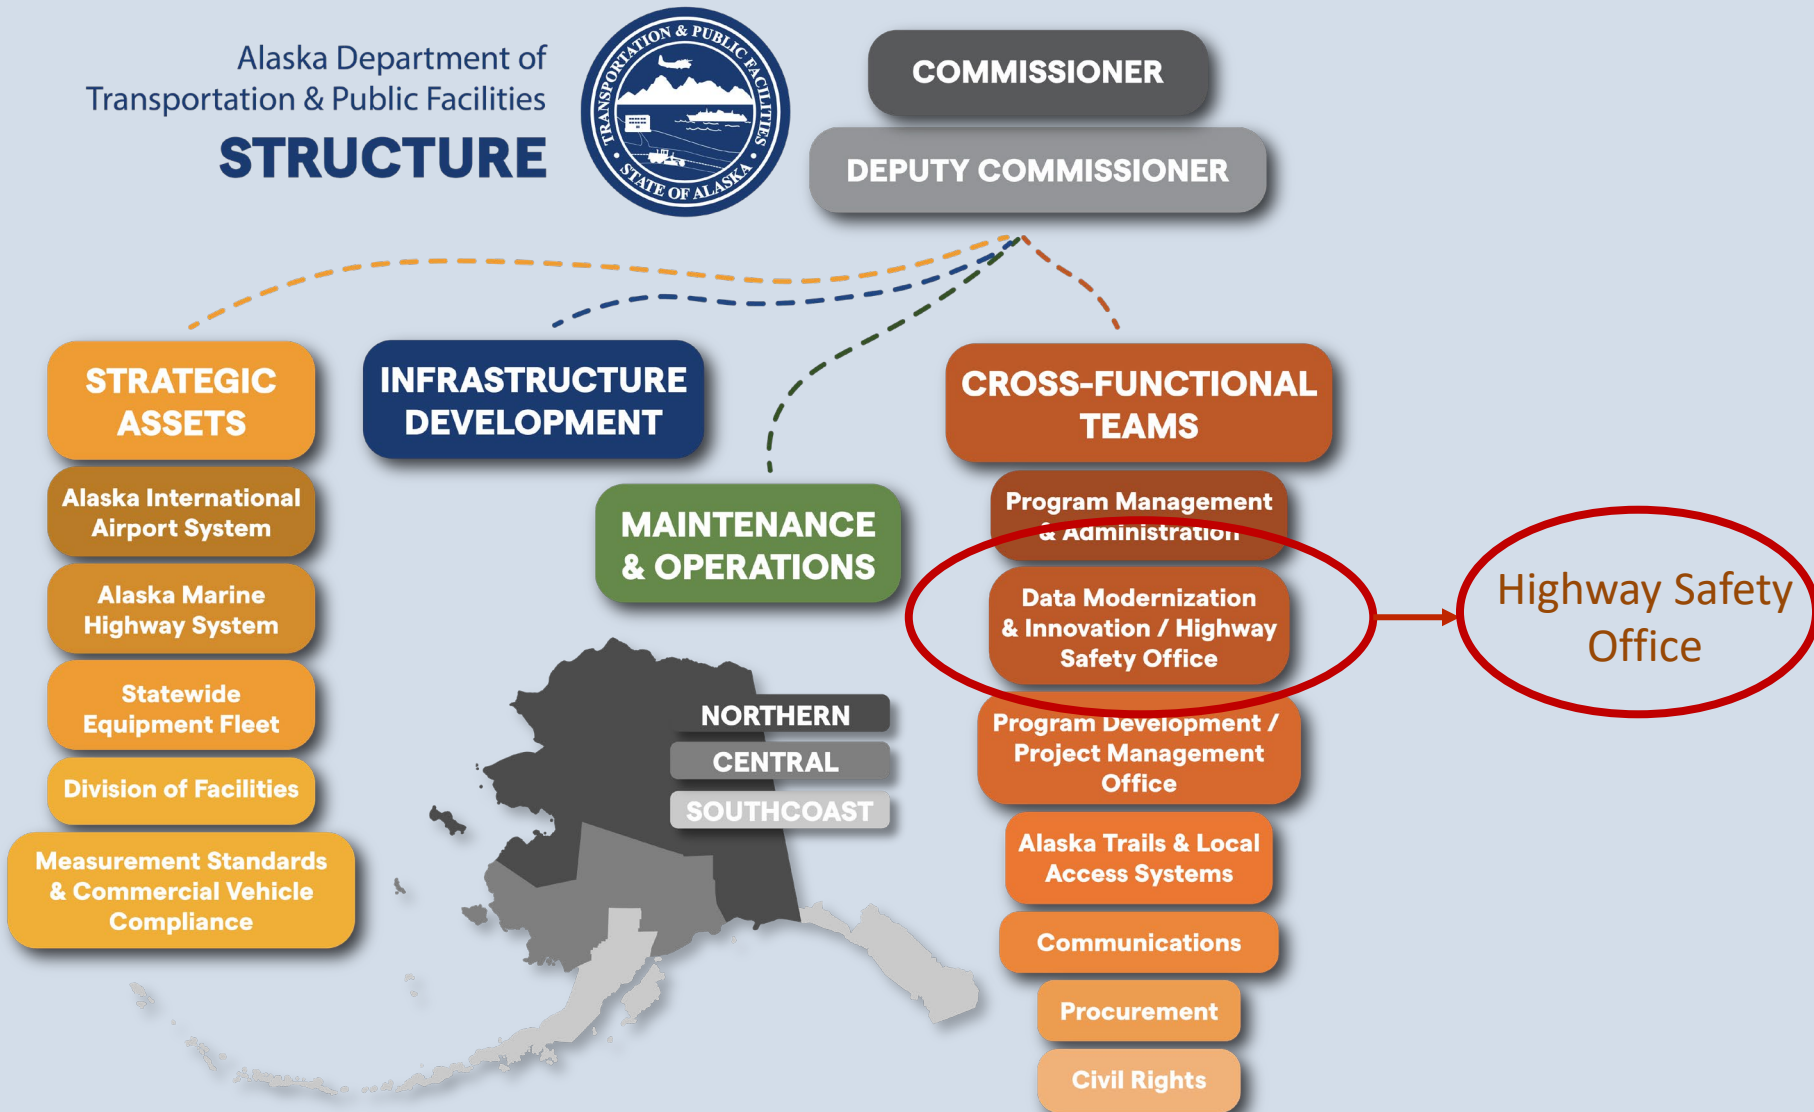 Alaska Department of
Transportation & Public Facilities
STRUCTURE
TRANSPORTATION & PUBLIC FACILITIES
STATE OF ALASKA
COMMISSIONER
DEPUTY COMMISSIONER
STRATEGIC
ASSETS
Alaska International
Airport System
Alaska Marine
Highway System
Statewide
Equipment Fleet
Division of Facilities
Measurement Standards
& Commercial Vehicle
Compliance
INFRASTRUCTURE
DEVELOPMENT
MAINTENANCE
& OPERATIONS
NORTHERN
CENTRAL
SOUTHCOAST
CROSS-FUNCTIONAL
TEAMS
Program Management
& Administration
Data Modernization
& Innovation / Highway
Safety Office
Program Development /
Project Management
Office
Alaska Trails & Local
Access Systems
Communications
Procurement
Civil Rights
Highway Safety
Office